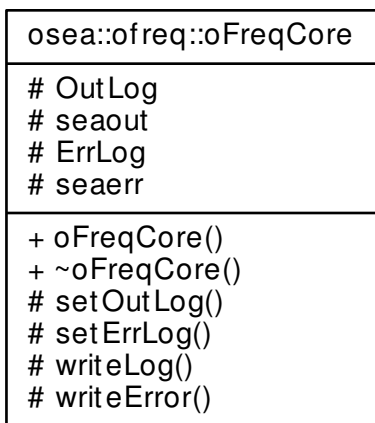 osea::ofreq::oFreqCore
# OutLog
# seaout
# ErrLog
# seaerr
+ oFreqCore()
+ ~oFreqCore()
# setOutLog()
# setErrLog()
# writeLog()
# writeError()